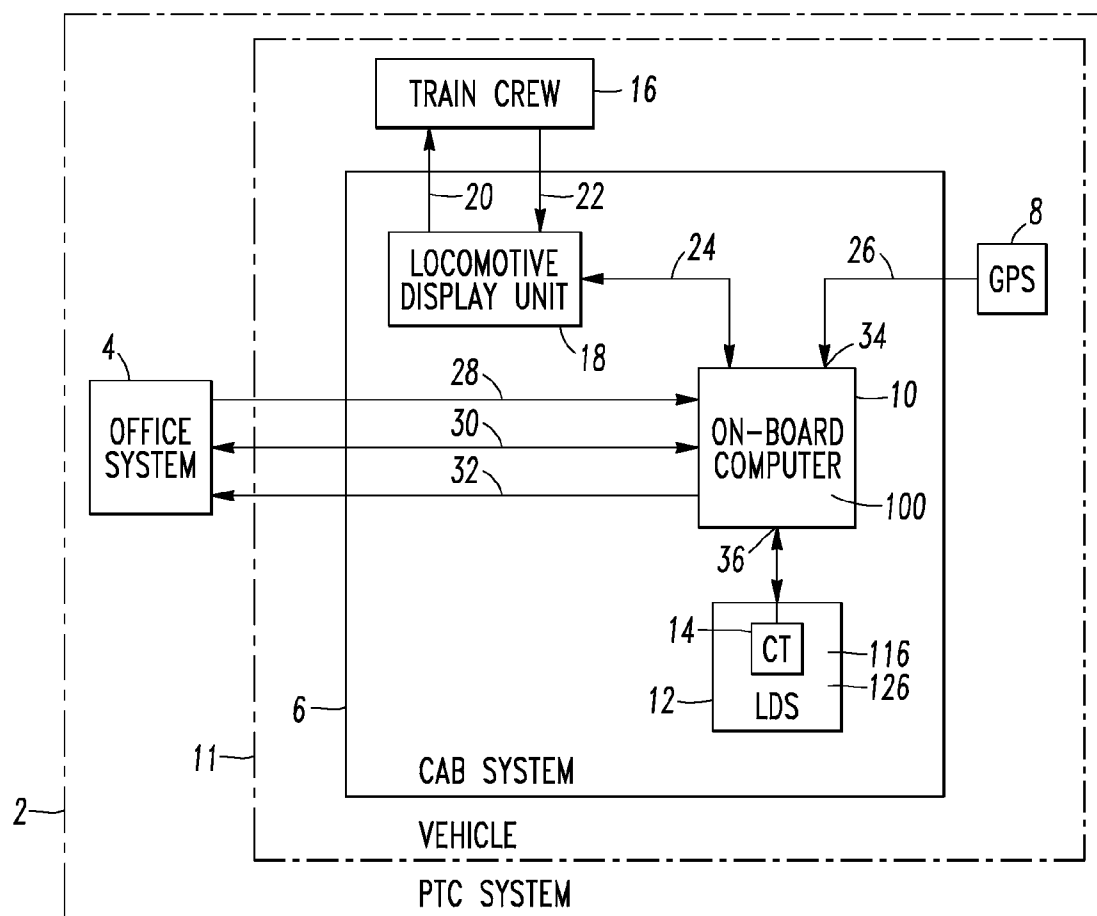 TRAIN CREW
16
20
22
8
LOCOMOTIVE
DISPLAY UNIT
24
26
GPS
18
34
4
28
10
OFFICE
SYSTEM
30
ON-BOARD
COMPUTER
32
100
36
14
CT
116
126
12
LDS
6
11
CAB SYSTEM
2
VEHICLE
PTC SYSTEM